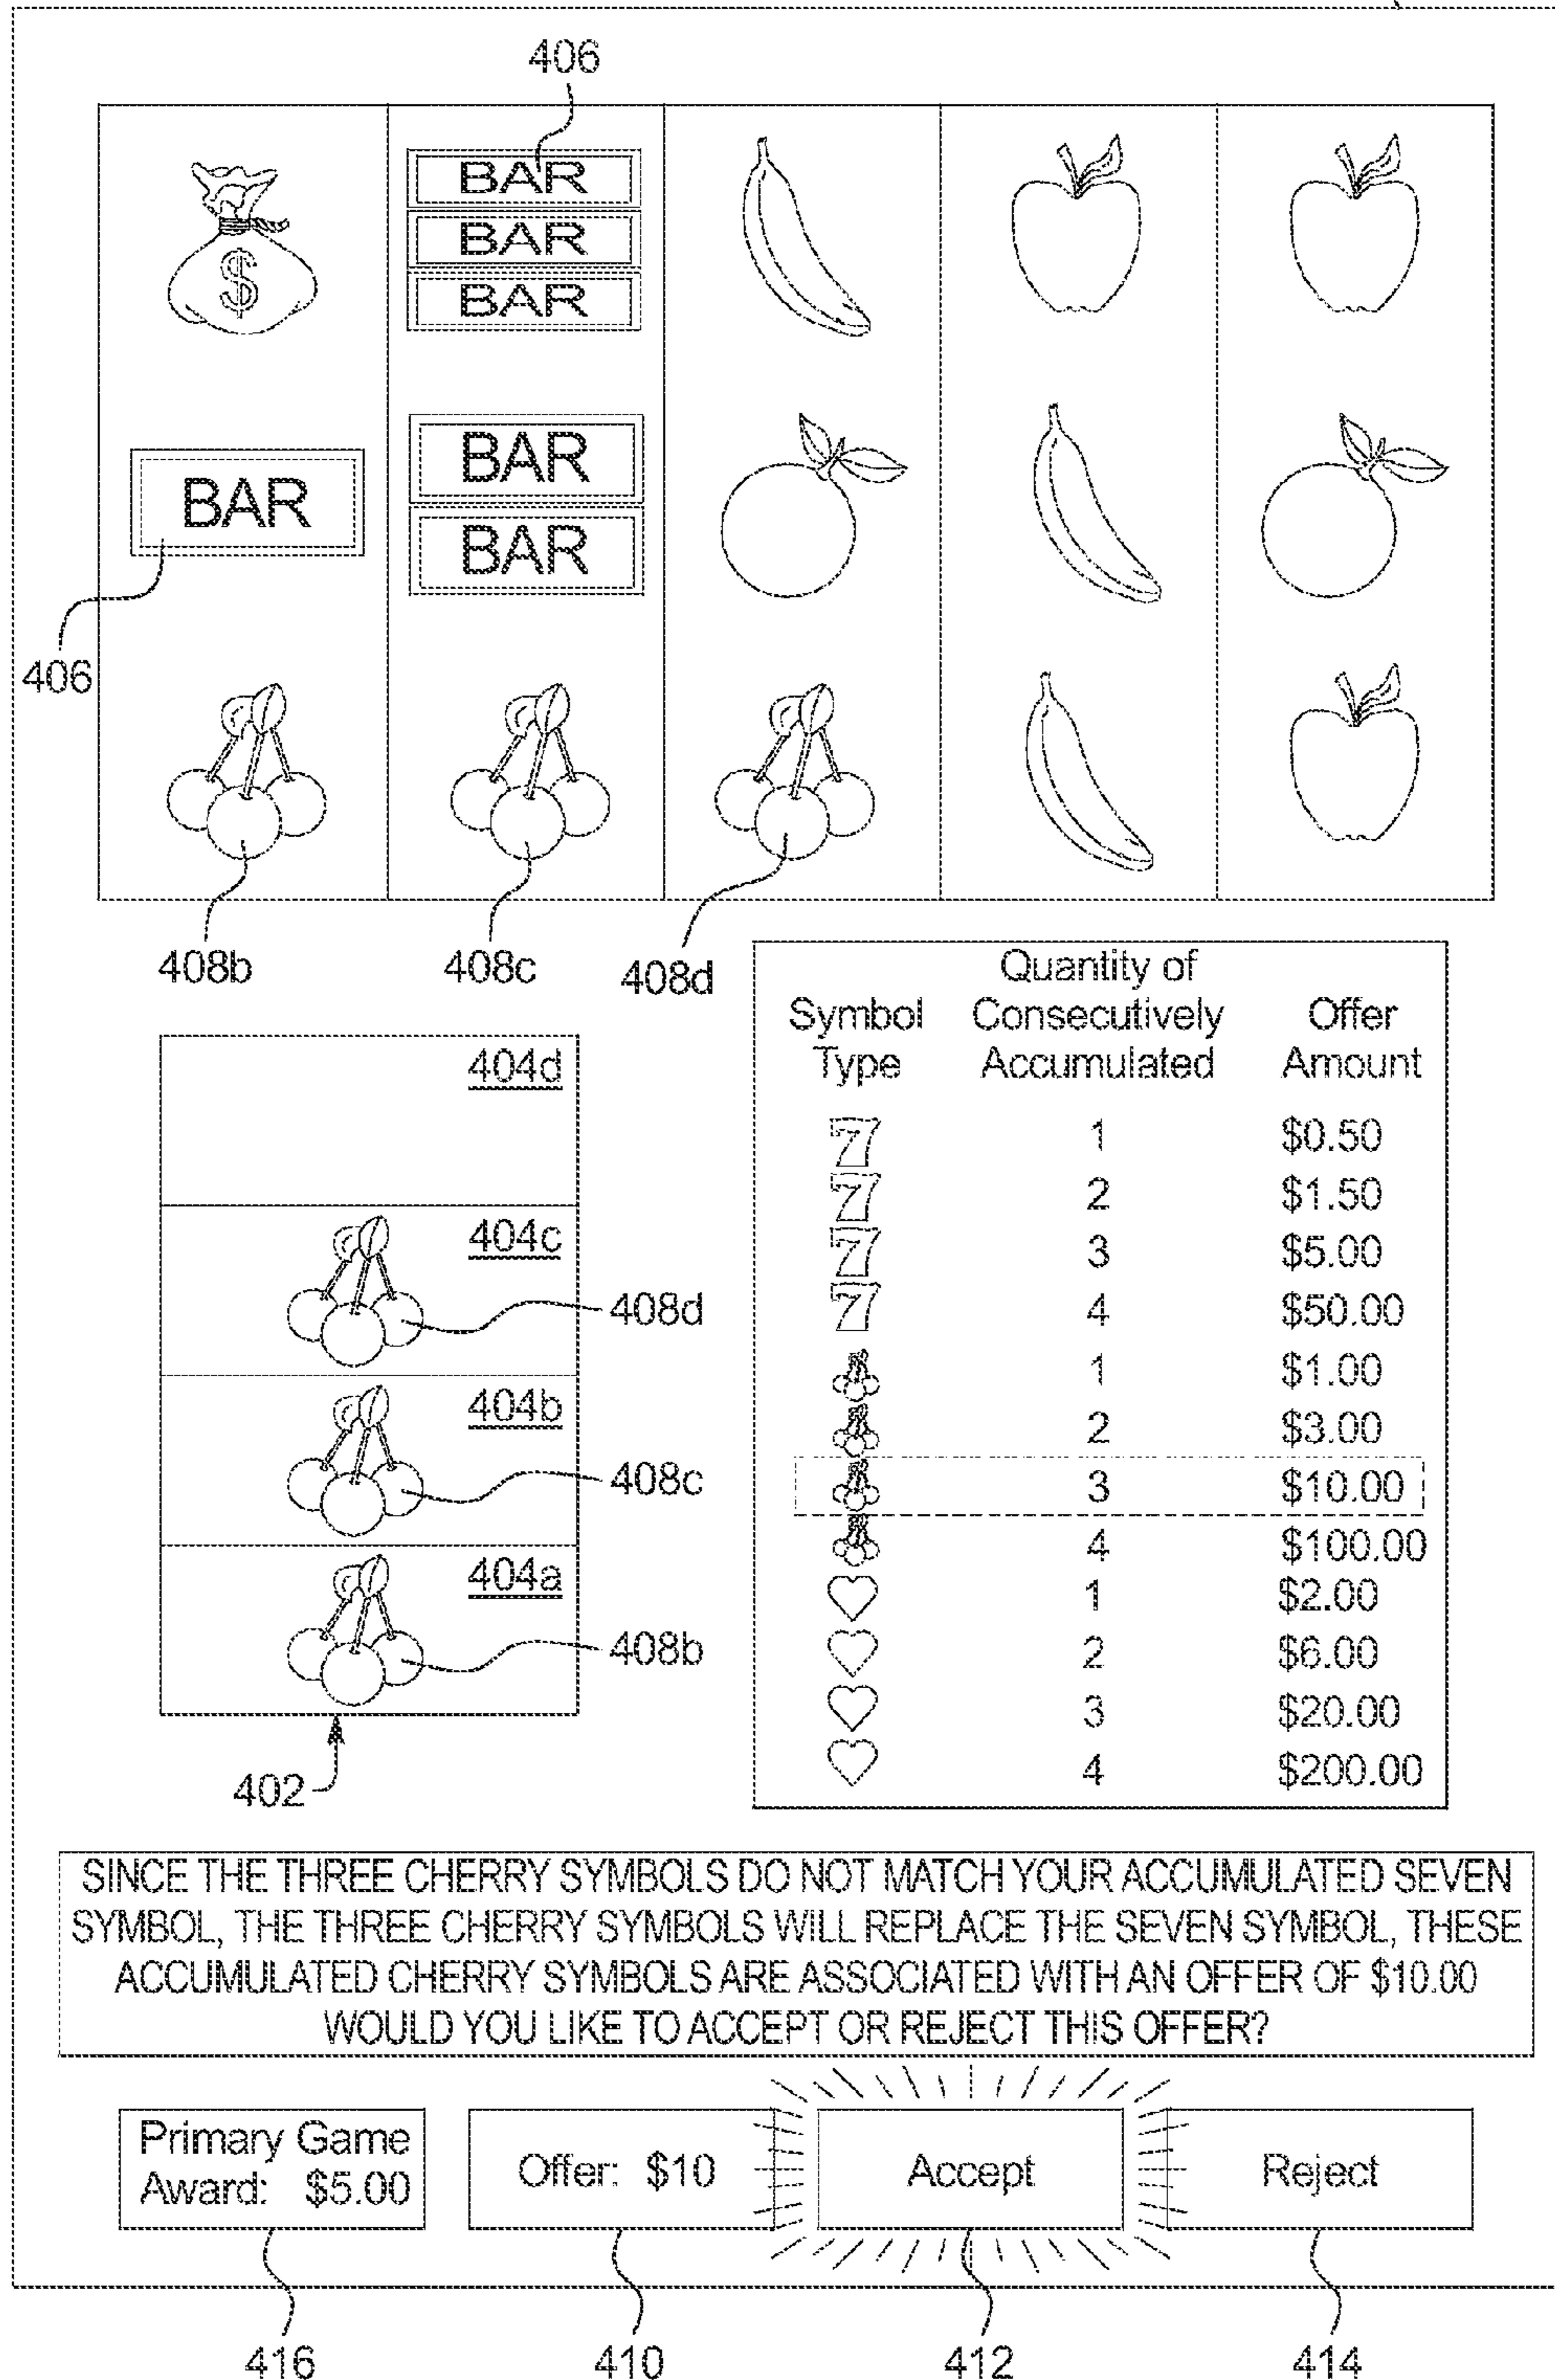 406
$
BAR
BAR
BAR
BAR
BAR
BAR
406
408b
408c
408d
404d
404c
408d
404b
408c
404a
408b
402
Symbol Type
Quantity of Consecutively Accumulated
Offer Amount
7 1 $0.50
7 2 $1.50
7 3 $5.00
7 4 $50.00
1 $1.00
2 $3.00
3 $10.00
4 $100.00
1 $2.00
2 $6.00
3 $20.00
4 $200.00
SINCE THE THREE CHERRY SYMBOLS DO NOT MATCH YOUR ACCUMULATED SEVEN
SYMBOL, THE THREE CHERRY SYMBOLS WILL REPLACE THE SEVEN SYMBOL, THESE
ACCUMULATED CHERRY SYMBOLS ARE ASSOCIATED WITH AN OFFER OF $10.00
WOULD YOU LIKE TO ACCEPT OR REJECT THIS OFFER?
Primary Game
Award: $5.00
Offer: $10
Accept
Reject
416
410
412
414